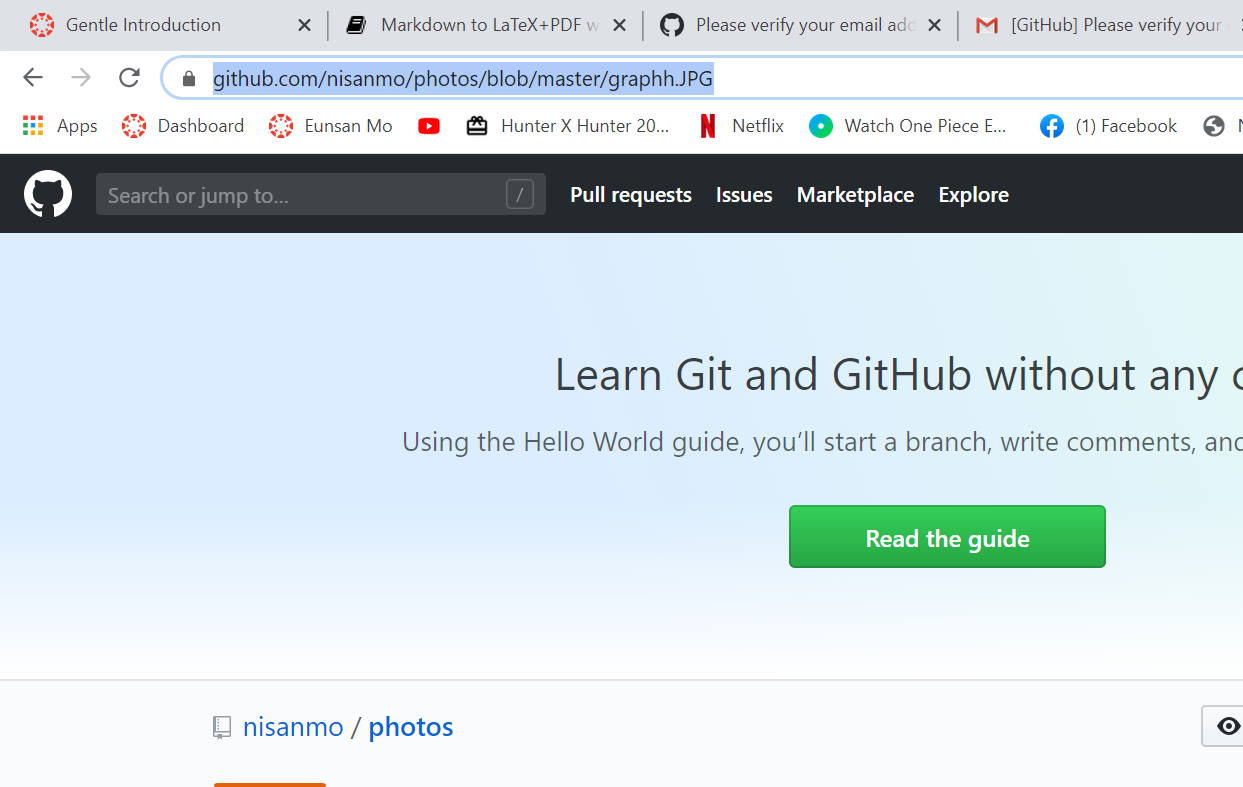 Gentle Introduction
Markdown to LaTeX+PDF w
Please verify your email add
[GitHub] Please verify your
github.com/nisanmo/photos/blob/master/graphh.JPG
Apps
Dashboard
Eunsan Mo
Hunter X Hunter 20...
Netflix
Watch One Piece E...
(1) Facebook
Search or jump to...
/
Pull requests
Issues
Marketplace
Explore
Learn Git and GitHub without any
Using the Hello World guide, you’ll start a branch, write comments, and
Read the guide
nisanmo / photos